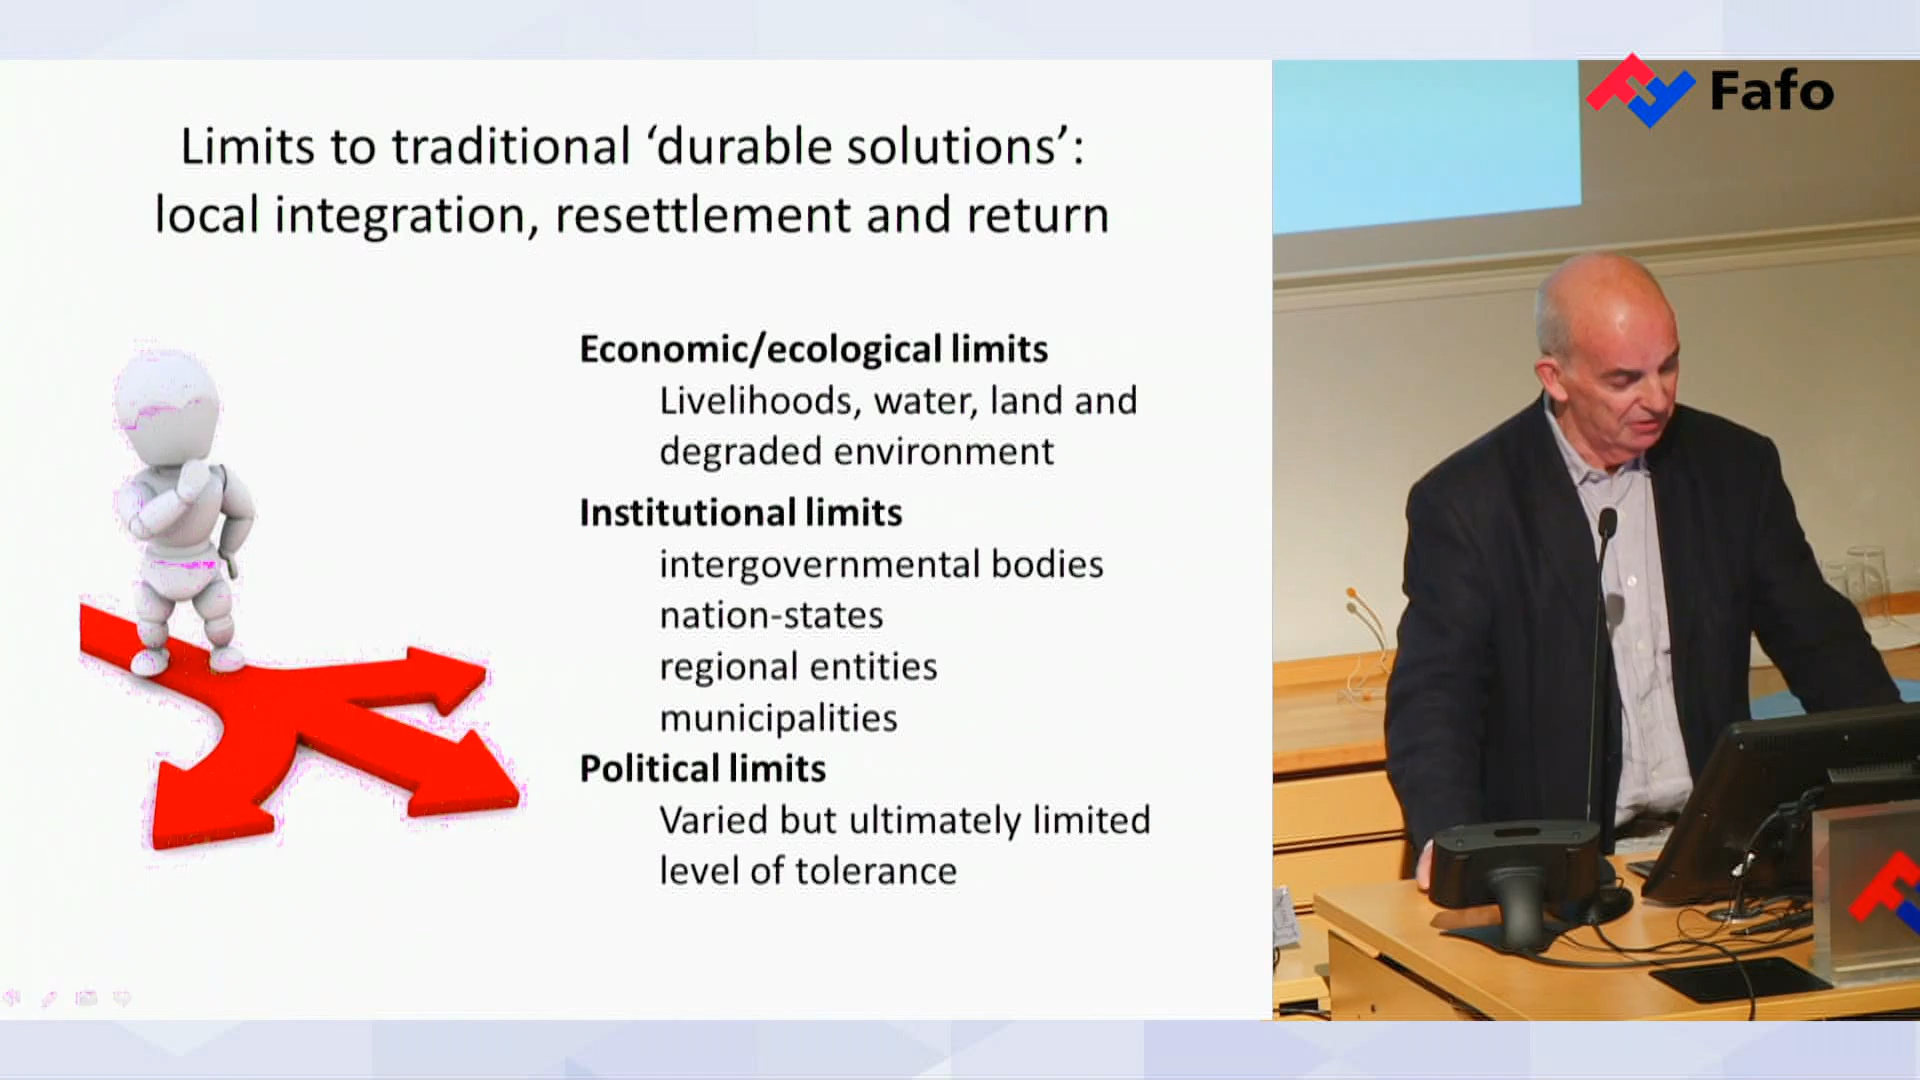 Limits to traditional ‘durable solutions’:
local integration, resettlement and return
Economic/ecological limits
Livelihoods, water, land and
degraded environment
Institutional limits
intergovernmental bodies
nation-states
regional entities
municipalities
Political limits
Varied but ultimately limited
level of tolerance
Fafo